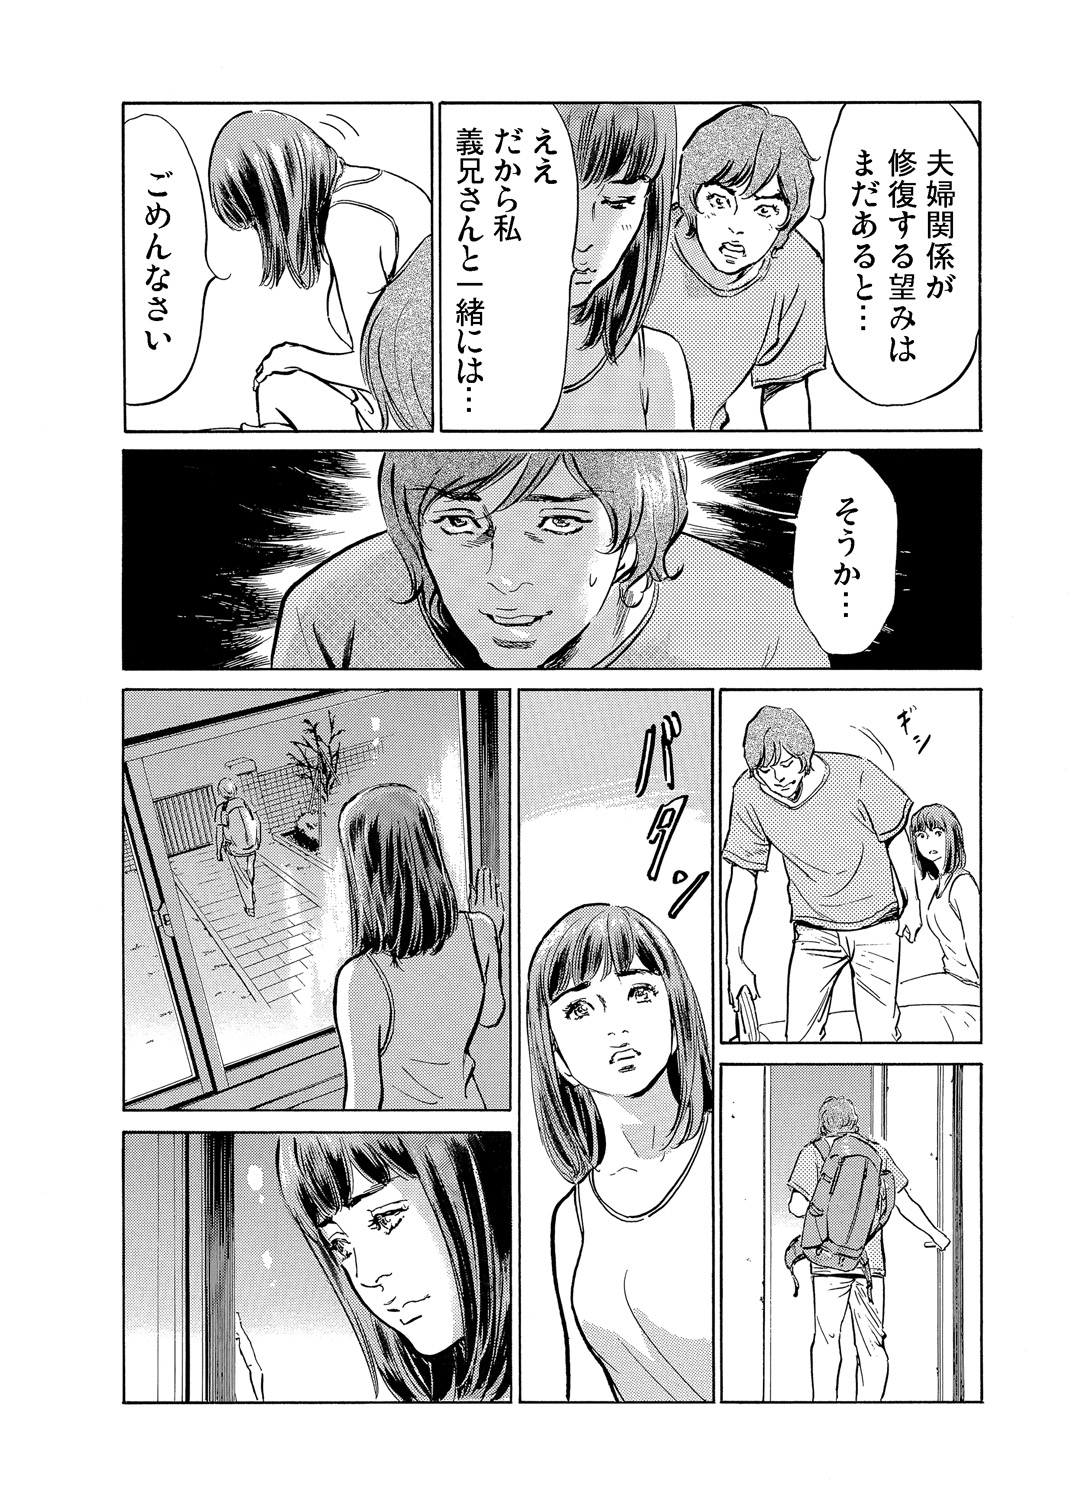 夫婦関係が
修復する望みは
まだあると…
ええ
だから私
義兄さんと一緒には…
ごめんなさい
そうか…
ギシ
バタン